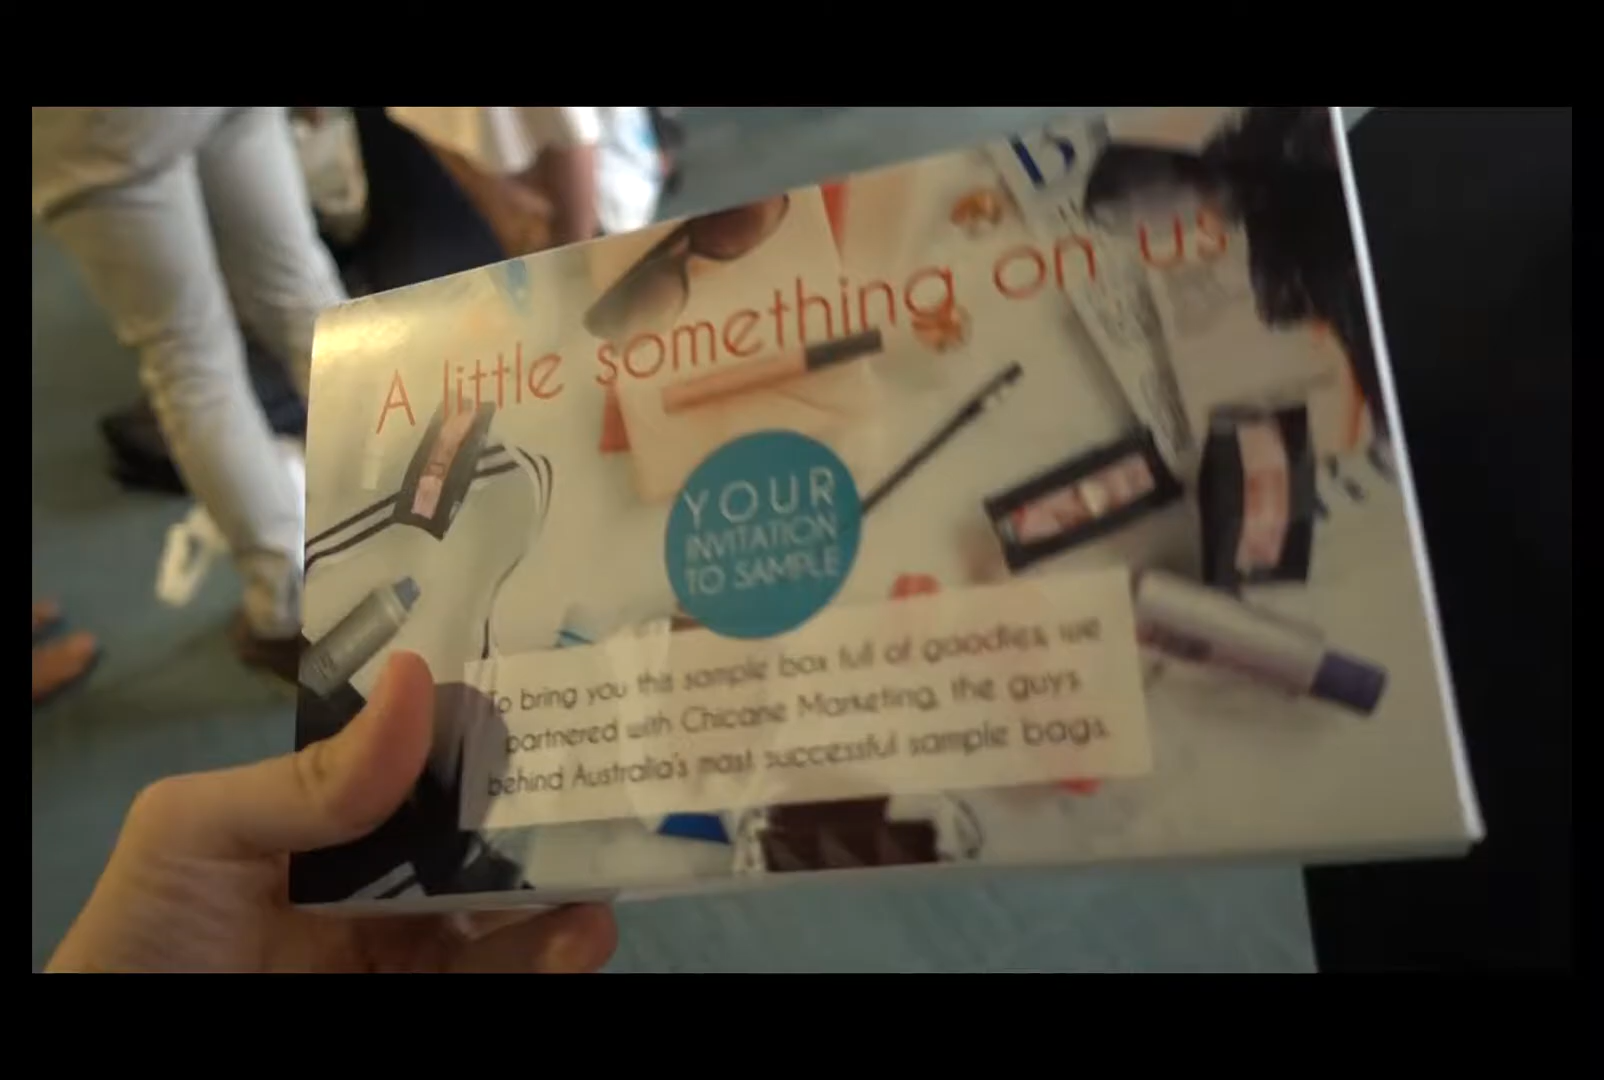 A little something on us
YOUR
INVITATION
TO SAMPLE
To bring you this sample box full of goodies, we
partnered with Chicane Marketing, the guys
behind Australia's most successful sample bags.